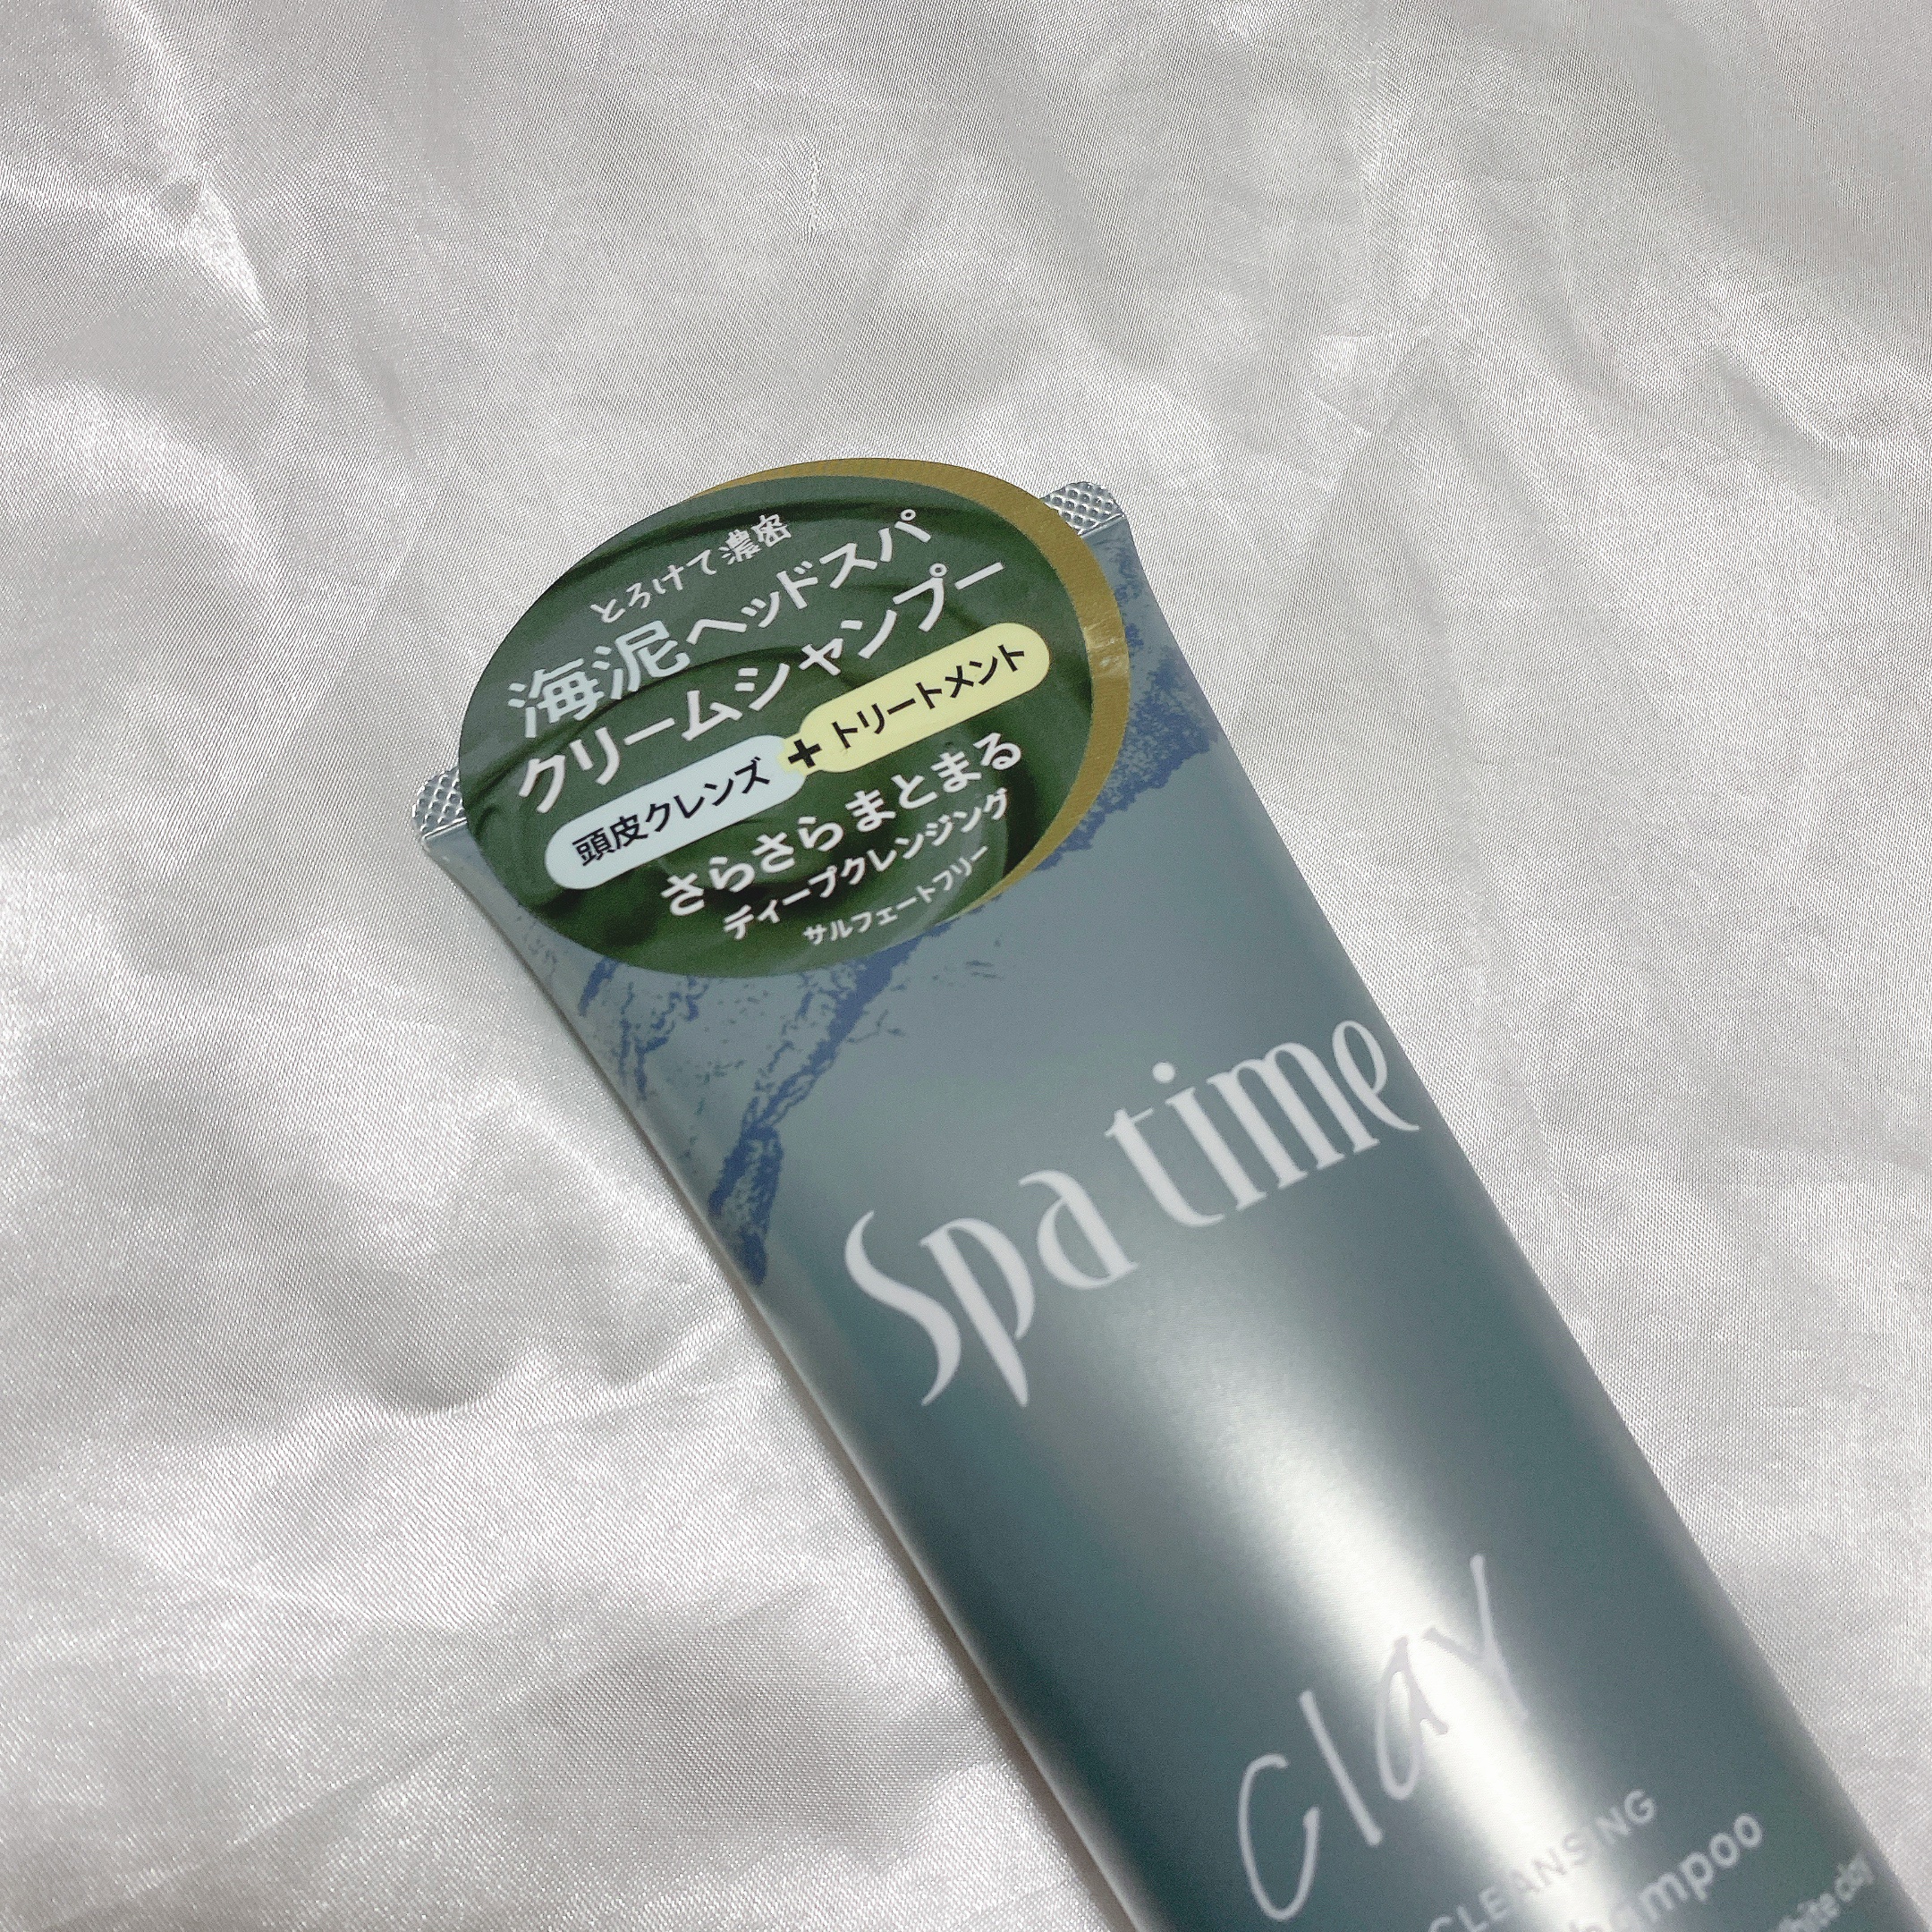 とろけて濃密
海泥ヘッドスパ
クリームシャンプー
頭皮クレンズ+トリートメント
さらさらまとまる
ディープクレンジング
サルフェートフリー
Spa time
Clay
CLEANSING
clay